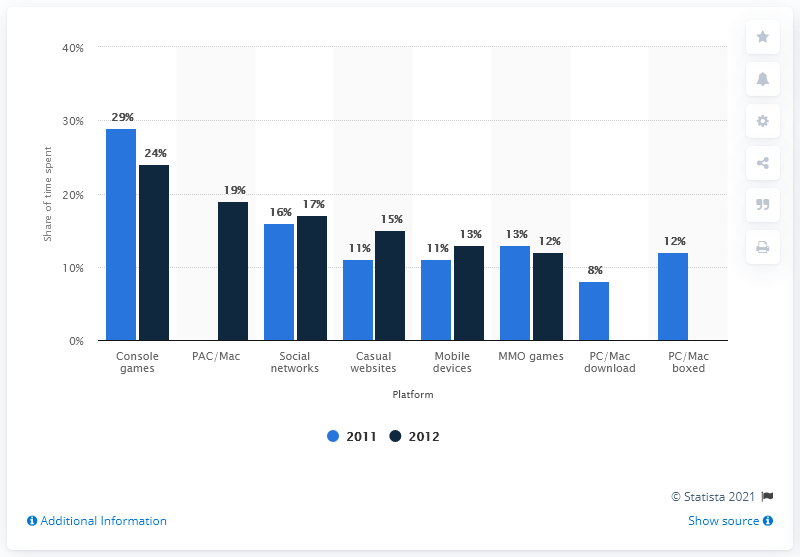 40%
30%
20%
10%
0%
Share of time spent
29%
24%
19%
16%
17%
11%
15%
11%
13%
13%
12%
8%
12%
Console games
PAC/Mac
Social networks
Casual websites
Mobile devices
MMO games
PC/Mac download
PC/Mac boxed
Platform
2011
2012
© Statista 2021
Additional Information
Show source